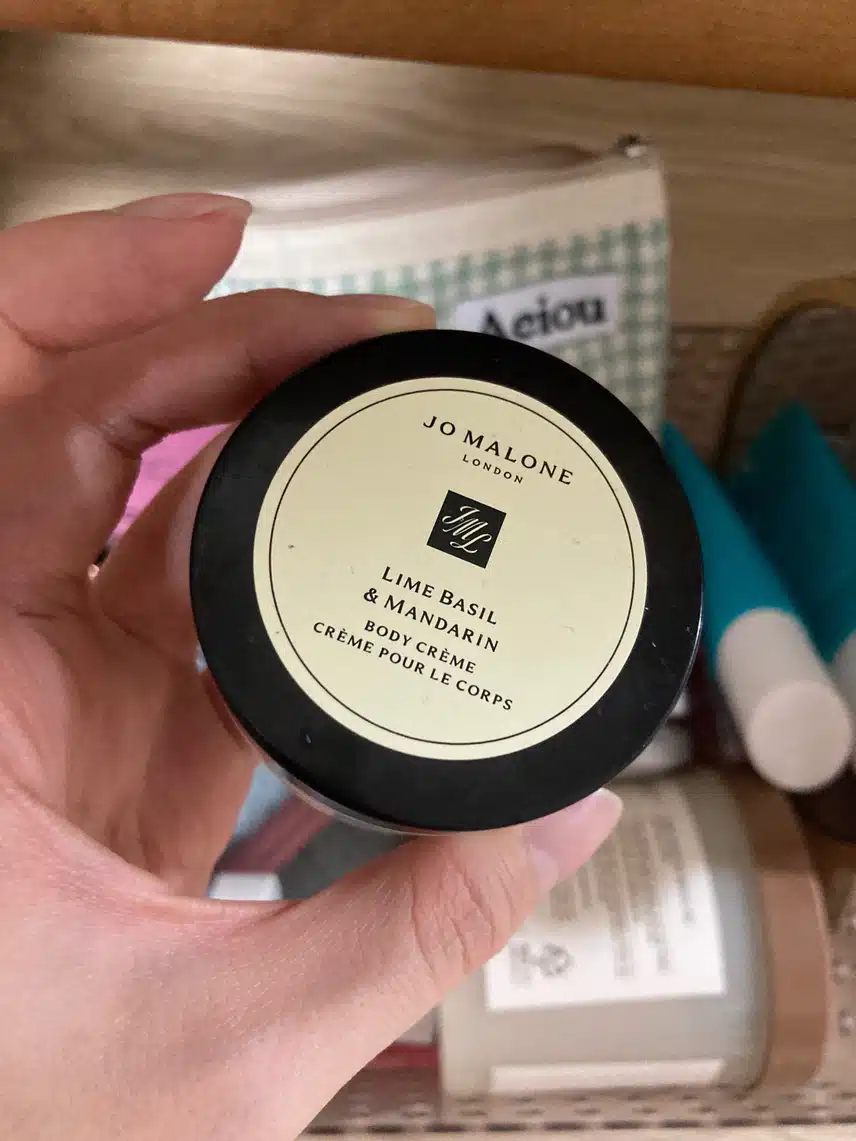 Aeiou
JO MALONE
LONDON
JML
LIME BASIL
& MANDARIN
BODY CRÈME
CRÈME POUR LE CORPS